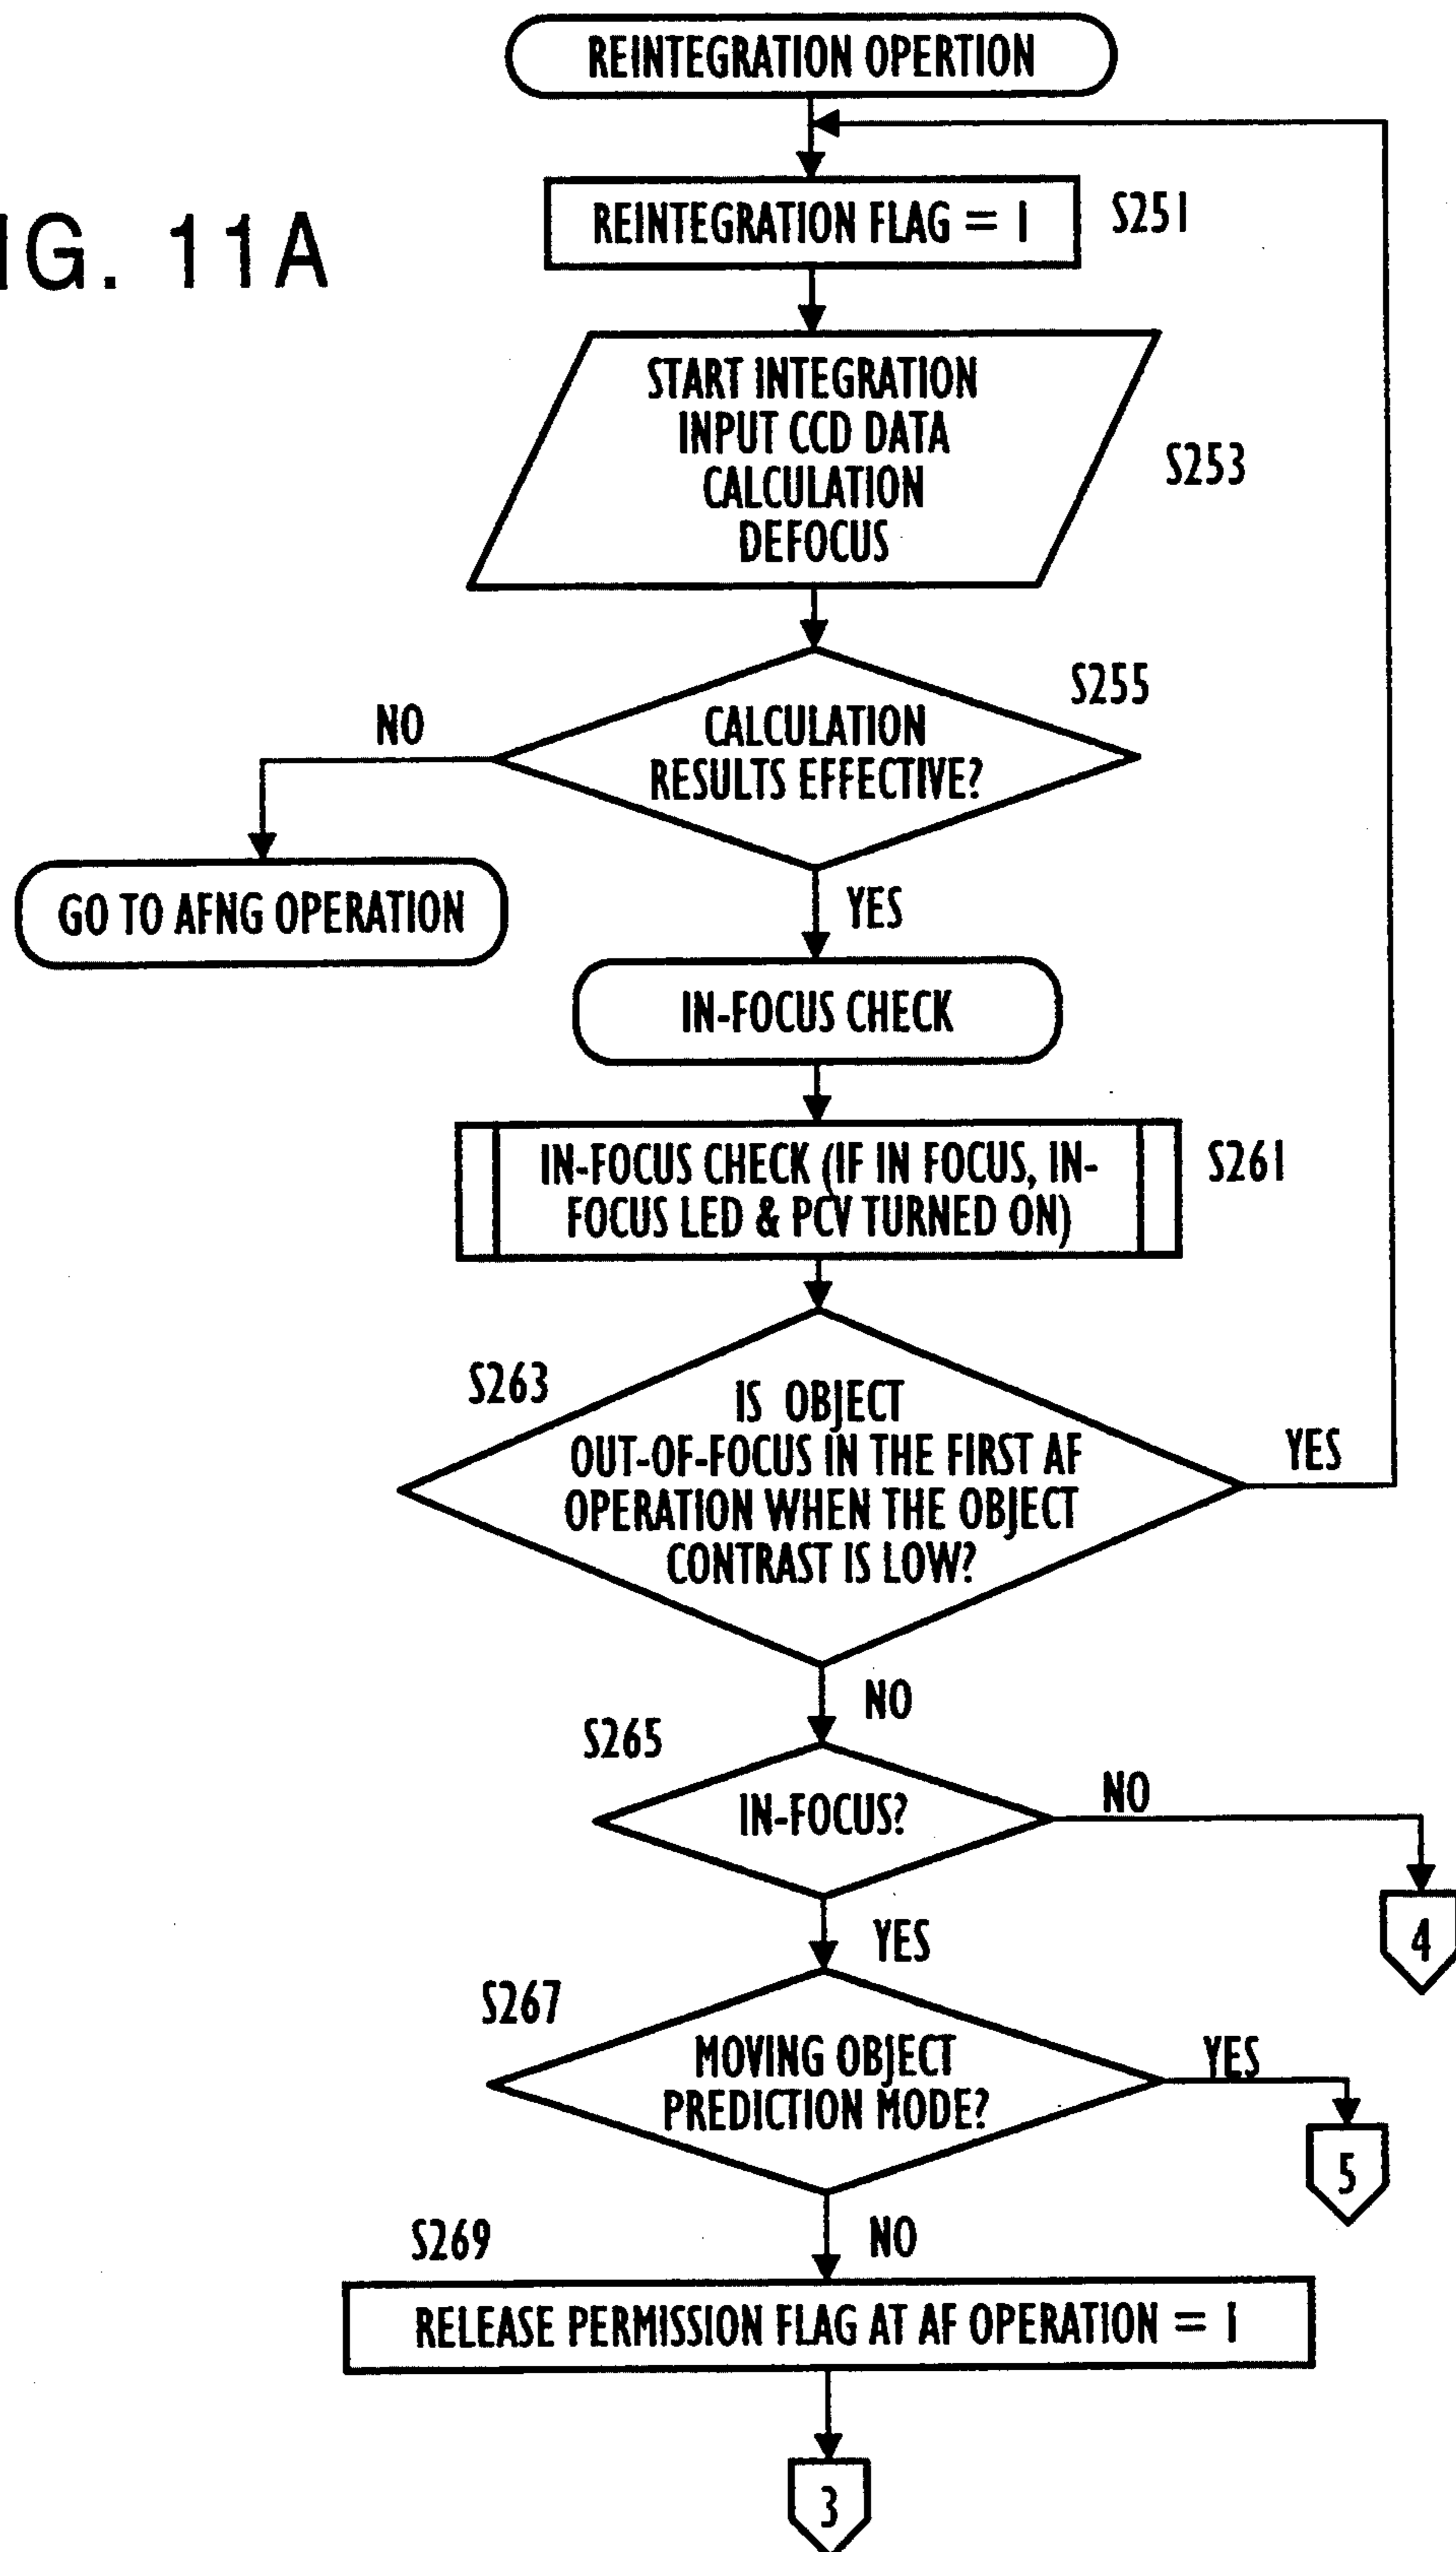 REINTEGRATION OPERTION
IG. 11A
REINTEGRATION FLAG = 1
S251
START INTEGRATION
INPUT CCD DATA
CALCULATION
DEFOCUS
S253
S255
CALCULATION
RESULTS EFFECTIVE?
NO
GO TO AFNG OPERATION
YES
IN-FOCUS CHECK
IN-FOCUS CHECK (IF IN FOCUS, IN-
FOCUS LED & PCV TURNED ON)
S261
S263
IS OBJECT
OUT-OF-FOCUS IN THE FIRST AF
OPERATION WHEN THE OBJECT
CONTRAST IS LOW?
YES
NO
S265
IN-FOCUS?
NO
4
YES
S267
MOVING OBJECT
PREDICTION MODE?
YES
5
NO
S269
RELEASE PERMISSION FLAG AT AF OPERATION = 1
3